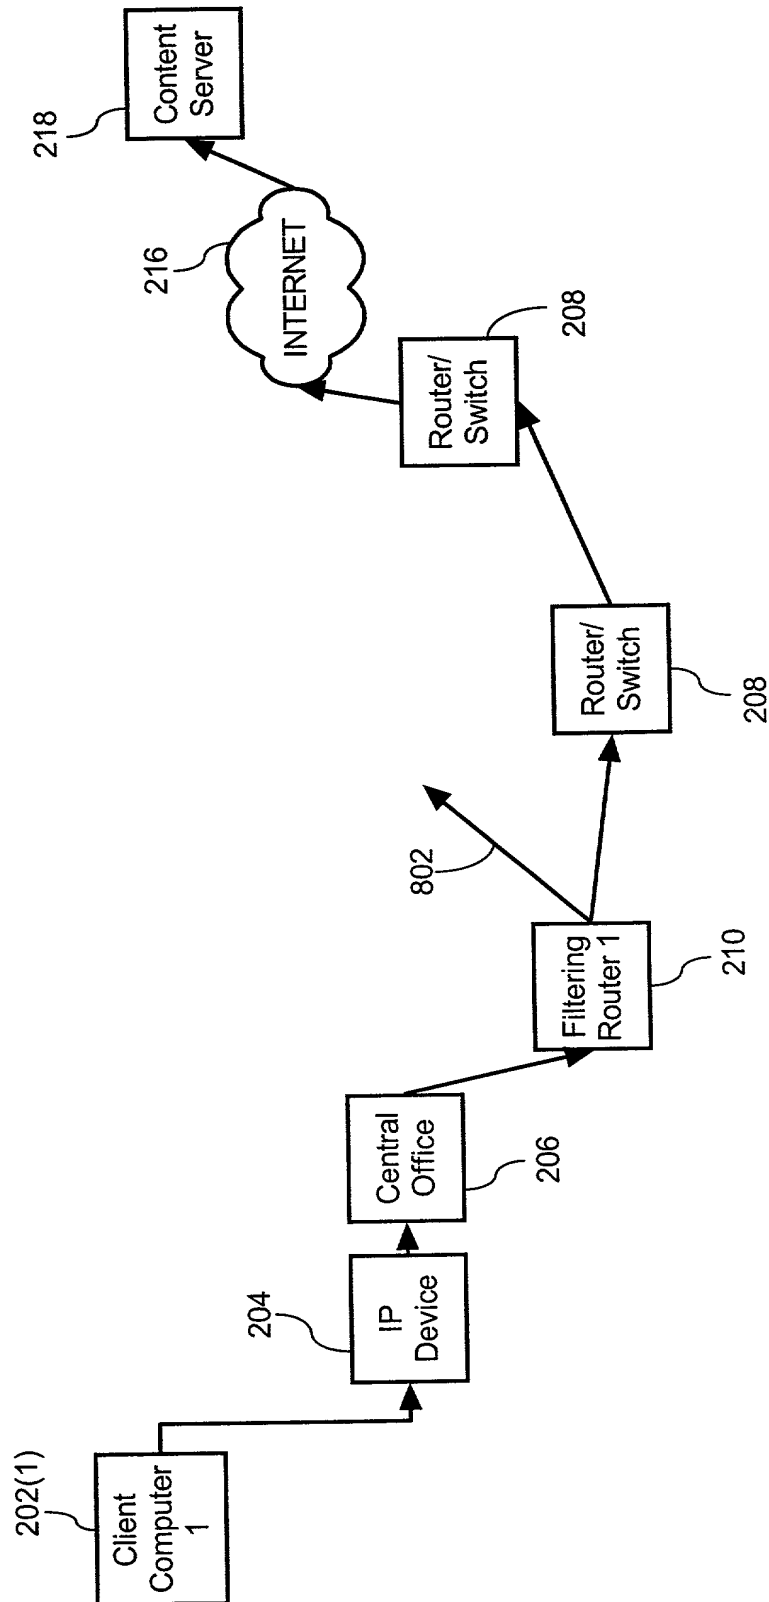 202(1)
Client
Computer
1
204
IP
Device
Central
Office
206
Filtering
Router 1
210
802
Router/
Switch
208
Router/
Switch
208
216
INTERNET
218
Content
Server